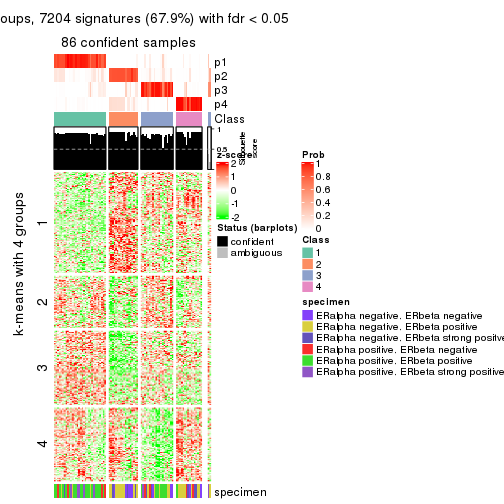 oups, 7204 signatures (67.9%) with fdr < 0.05
86 confident samples
p1
p2
p3
p4
Class
1
0.5
0
Silhouette
score
z-score
2
1
0
-1
-2
Status (barplots)
confident
ambiguous
Prob
1
0.8
0.6
0.4
0.2
0
Class
1
2
3
4
specimen
ERalpha negative. ERbeta negative
ERalpha negative. ERbeta positive
ERalpha negative. ERbeta strong positive
ERalpha positive. ERbeta negative
ERalpha positive. ERbeta positive
ERalpha positive. ERbeta strong positive
k-means with 4 groups
1
2
3
4
specimen